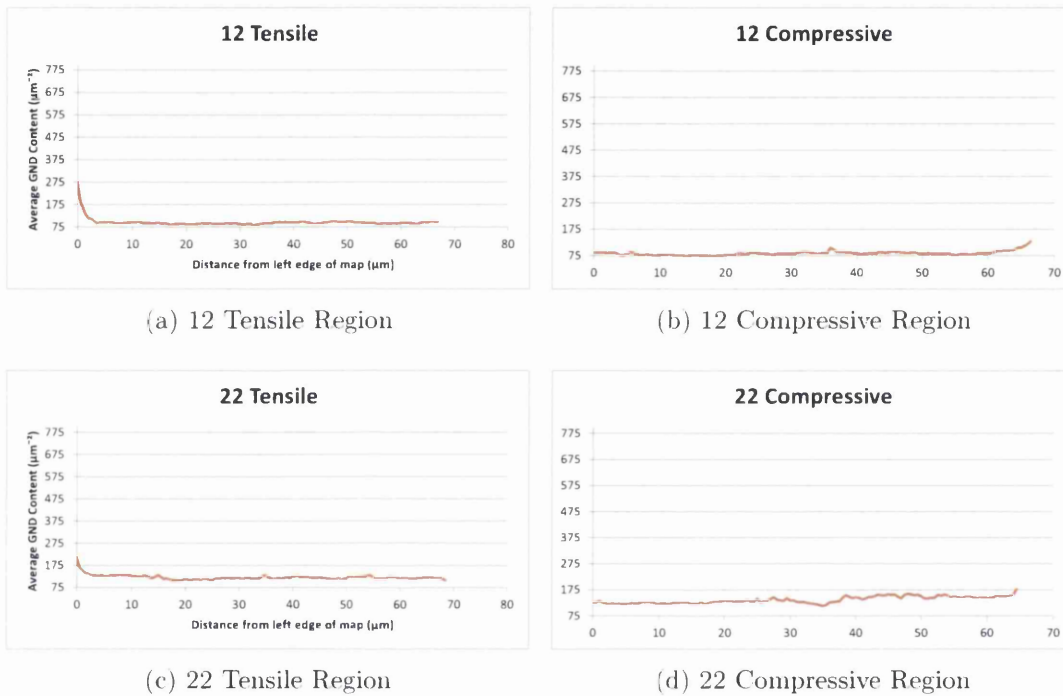 12 Tensile
Average GND Content (µm⁻²)
775
675
575
475
375
275
175
75
0 10 20 30 40 50 60 70 80
Distance from left edge of map (µm)
(a) 12 Tensile Region
12 Compressive
775
675
575
475
375
275
175
75
0 10 20 30 40 50 60 70
(b) 12 Compressive Region
22 Tensile
Average GND Content (µm⁻²)
775
675
575
475
375
275
175
75
0 10 20 30 40 50 60 70 80
Distance from left edge of map (µm)
(c) 22 Tensile Region
22 Compressive
775
675
575
475
375
275
175
75
0 10 20 30 40 50 60 70
(d) 22 Compressive Region